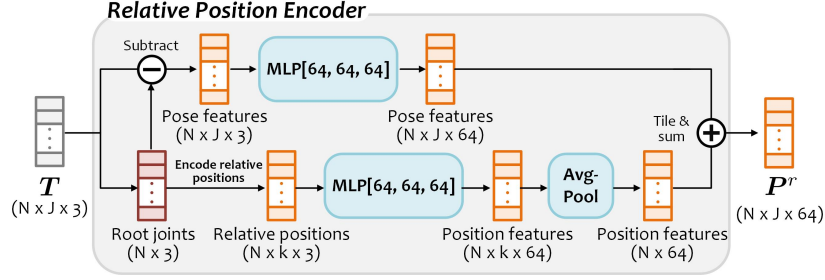 Relative Position Encoder
Subtract
MLP[64, 64, 64]
Pose features
(N x J x 3)
Pose features
(N x J x 64)
Tile &
sum
T
(N x J x 3)
Encode relative
positions
MLP[64, 64, 64]
Avg-
Pool
P^r
(N x J x 64)
Root joints
(N x 3)
Relative positions
(N x k x 3)
Position features
(N x k x 64)
Position features
(N x 64)